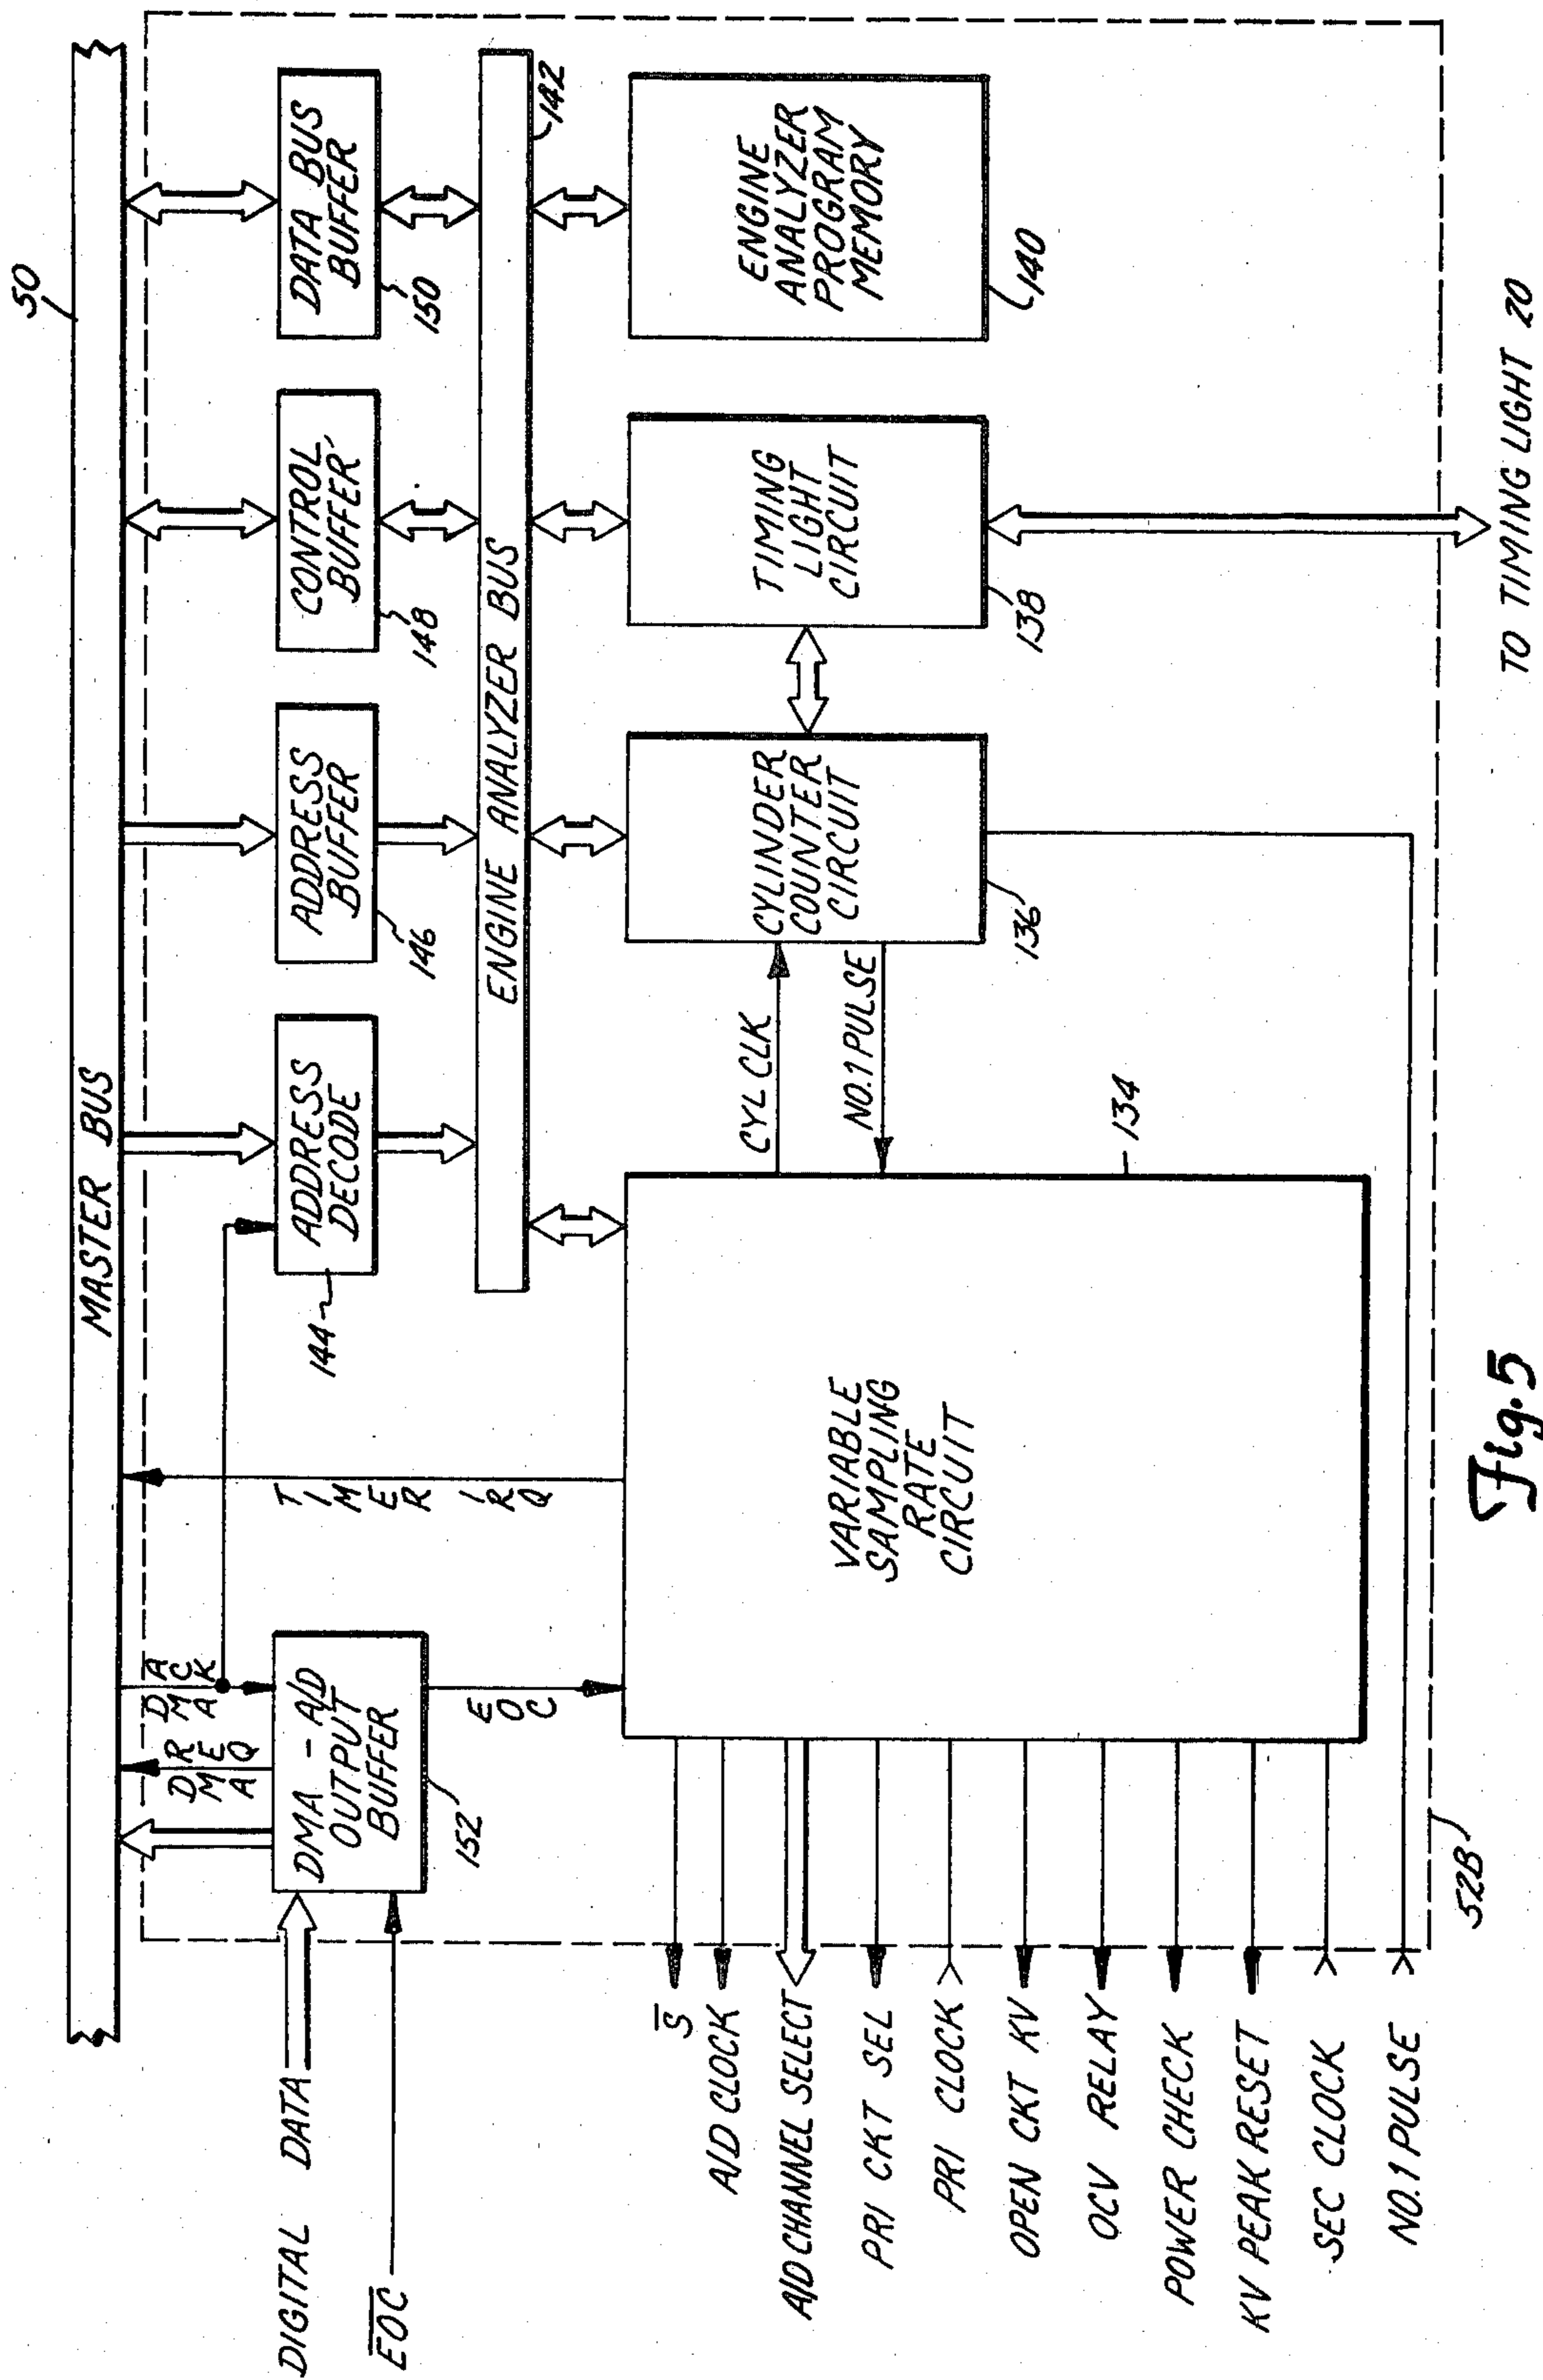 50
MASTER BUS
DMA
REQ
DMA
ACK
TIMER
IRQ
DIGITAL DATA
EOC
DMA - A/D
OUTPUT
BUFFER
152
EOC
ADDRESS
DECODE
144
ADDRESS
BUFFER
146
CONTROL
BUFFER
148
DATA BUS
BUFFER
150
ENGINE ANALYZER BUS
142
VARIABLE
SAMPLING
RATE
CIRCUIT
134
CYL CLK
NO.1 PULSE
CYLINDER
COUNTER
CIRCUIT
136
TIMING
LIGHT
CIRCUIT
138
ENGINE
ANALYZER
PROGRAM
MEMORY
140
S
A/D CLOCK
A/D CHANNEL SELECT
PRI CKT SEL
PRI CLOCK
OPEN CKT KV
OCV RELAY
POWER CHECK
KV PEAK RESET
SEC CLOCK
NO.1 PULSE
52B
TO TIMING LIGHT 20
Fig. 5